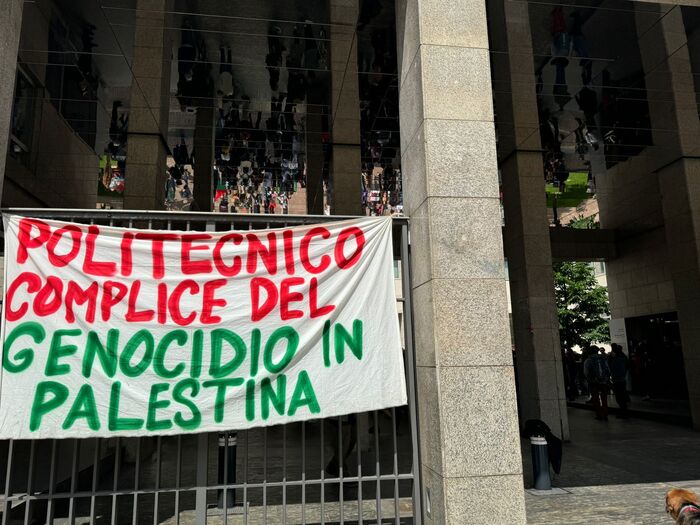 POLITECNICO
COMPLICE DEL
GENOCIDIO IN
PALESTINA